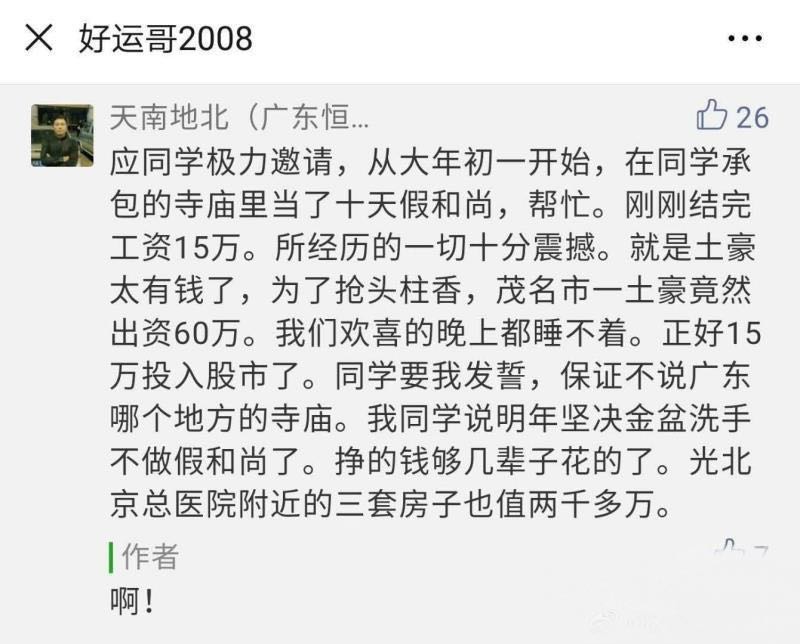 好运哥2008
天南地北（广东恒...
26
应同学极力邀请，从大年初一开始，在同学承
包的寺庙里当了十天假和尚，帮忙。刚刚结完
工资15万。所经历的一切十分震撼。就是土豪
太有钱了，为了抢头柱香，茂名市一土豪竟然
出资60万。我们欢喜的晚上都睡不着。正好15
万投入股市了。同学要我发誓，保证不说广东
哪个地方的寺庙。我同学说明年坚决金盆洗手
不做假和尚了。挣的钱够几辈子花的了。光北
京总医院附近的三套房子也值两千多万。
作者
啊！